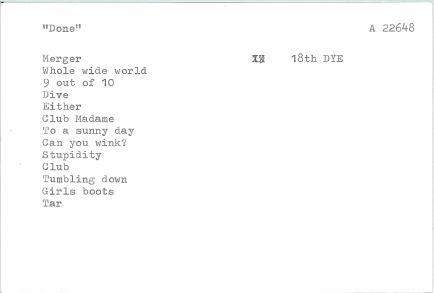 "Done" A 22648
Merger 18th DYE
Whole wide world
9 out of 10
Dive
Either
Club Madame
To a sunny day
Can you wink?
Stupidity
Club
Tumbling down
Girls boots
Tar